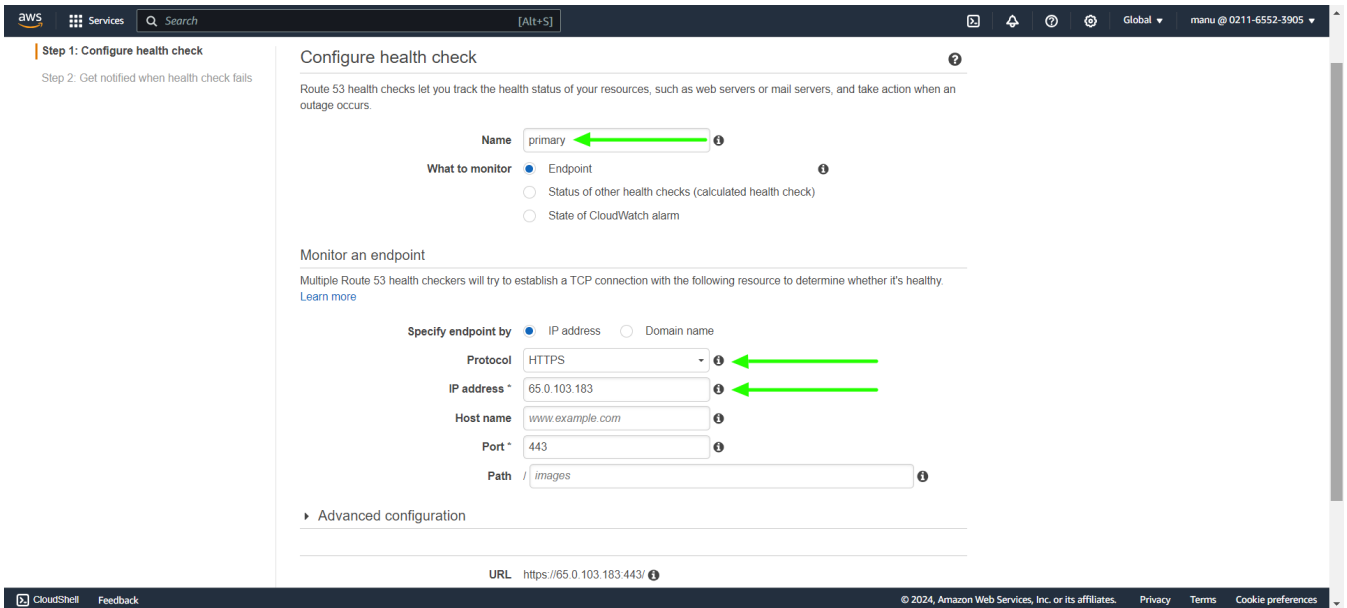 aws Services Search [Alt+S] Global manu @ 0211-6552-3905
Step 1: Configure health check
Step 2: Get notified when health check fails
Configure health check
Route 53 health checks let you track the health status of your resources, such as web servers or mail servers, and take action when an
outage occurs.
Name primary
What to monitor Endpoint
Status of other health checks (calculated health check)
State of CloudWatch alarm
Monitor an endpoint
Multiple Route 53 health checkers will try to establish a TCP connection with the following resource to determine whether it's healthy.
Learn more
Specify endpoint by IP address Domain name
Protocol HTTPS
IP address * 65.0.103.183
Host name www.example.com
Port * 443
Path / images
Advanced configuration
URL https://65.0.103.183:443/
CloudShell Feedback © 2024, Amazon Web Services, Inc. or its affiliates. Privacy Terms Cookie preferences